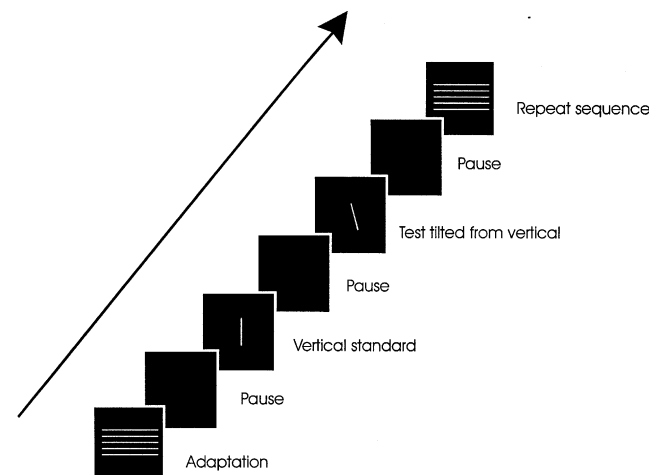 Repeat sequence
Pause
Test tilted from vertical
Pause
Vertical standard
Pause
Adaptation